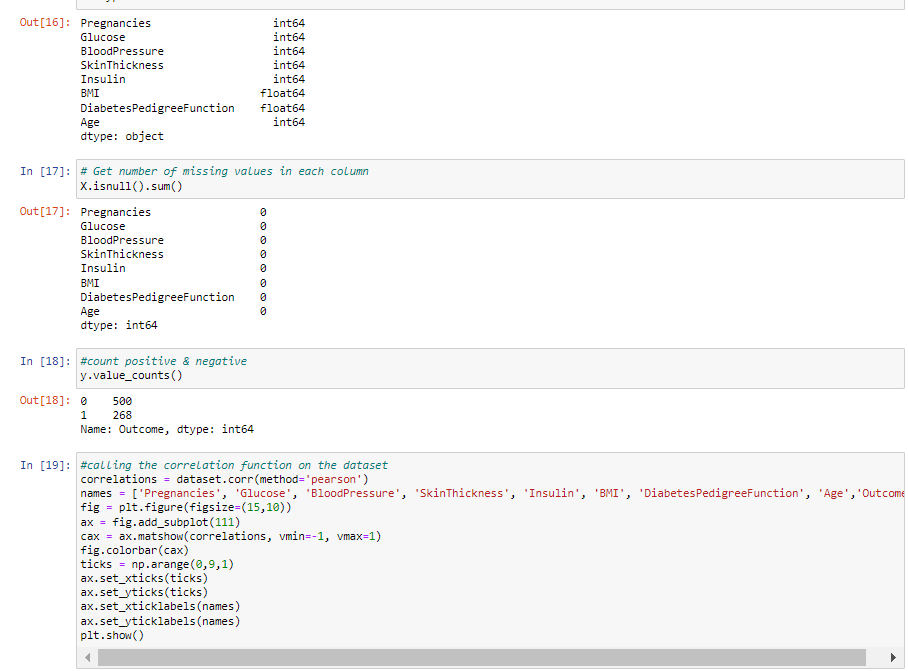 Out[16]: Pregnancies int64
Glucose int64
BloodPressure int64
SkinThickness int64
Insulin int64
BMI float64
DiabetesPedigreeFunction float64
Age int64
dtype: object
In [17]: # Get number of missing values in each column
X.isnull().sum()
Out[17]: Pregnancies 0
Glucose 0
BloodPressure 0
SkinThickness 0
Insulin 0
BMI 0
DiabetesPedigreeFunction 0
Age 0
dtype: int64
In [18]: #count positive & negative
y.value_counts()
Out[18]: 0 500
1 268
Name: Outcome, dtype: int64
In [19]: #calling the correlation function on the dataset
correlations = dataset.corr(method='pearson')
names = ['Pregnancies', 'Glucose', 'BloodPressure', 'SkinThickness', 'Insulin', 'BMI', 'DiabetesPedigreeFunction', 'Age','Outcome
fig = plt.figure(figsize=(15,10))
ax = fig.add_subplot(111)
cax = ax.matshow(correlations, vmin=-1, vmax=1)
fig.colorbar(cax)
ticks = np.arange(0,9,1)
ax.set_xticks(ticks)
ax.set_yticks(ticks)
ax.set_xticklabels(names)
ax.set_yticklabels(names)
plt.show()